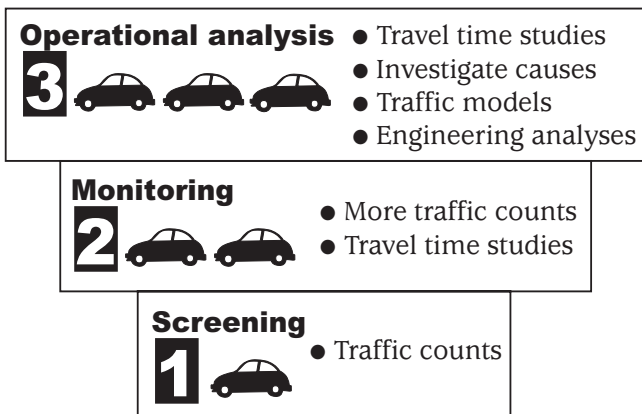 Operational analysis
3
● Travel time studies
● Investigate causes
● Traffic models
● Engineering analyses
Monitoring
2
● More traffic counts
● Travel time studies
Screening
1
● Traffic counts